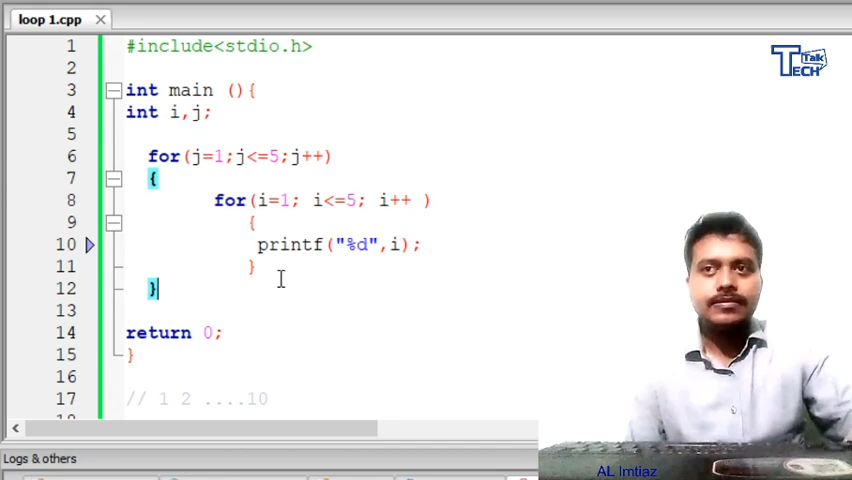 loop 1.cpp
1 #include<stdio.h>
2
3 int main (){
4 int i,j;
5
6 for(j=1;j<=5;j++)
7 {
8 for(i=1; i<=5; i++ )
9 {
10 printf("%d",i);
11 }
12 }
13
14 return 0;
15 }
16
17 // 1 2 ....10
Logs & others
Talk
TECH
AL Imtiaz